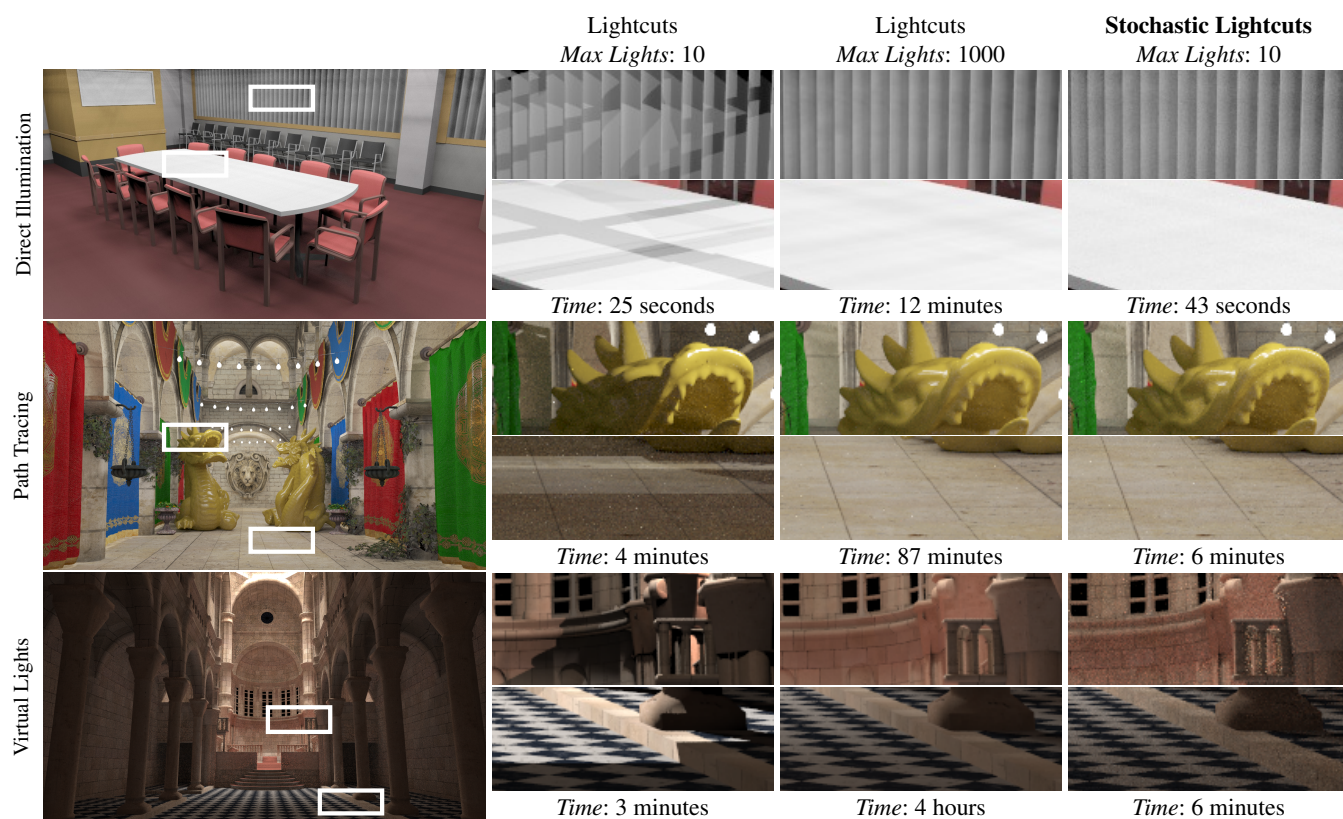 Lightcuts
Max Lights: 10
Lightcuts
Max Lights: 1000
Stochastic Lightcuts
Max Lights: 10
Direct Illumination
Time: 25 seconds
Time: 12 minutes
Time: 43 seconds
Path Tracing
Time: 4 minutes
Time: 87 minutes
Time: 6 minutes
Virtual Lights
Time: 3 minutes
Time: 4 hours
Time: 6 minutes